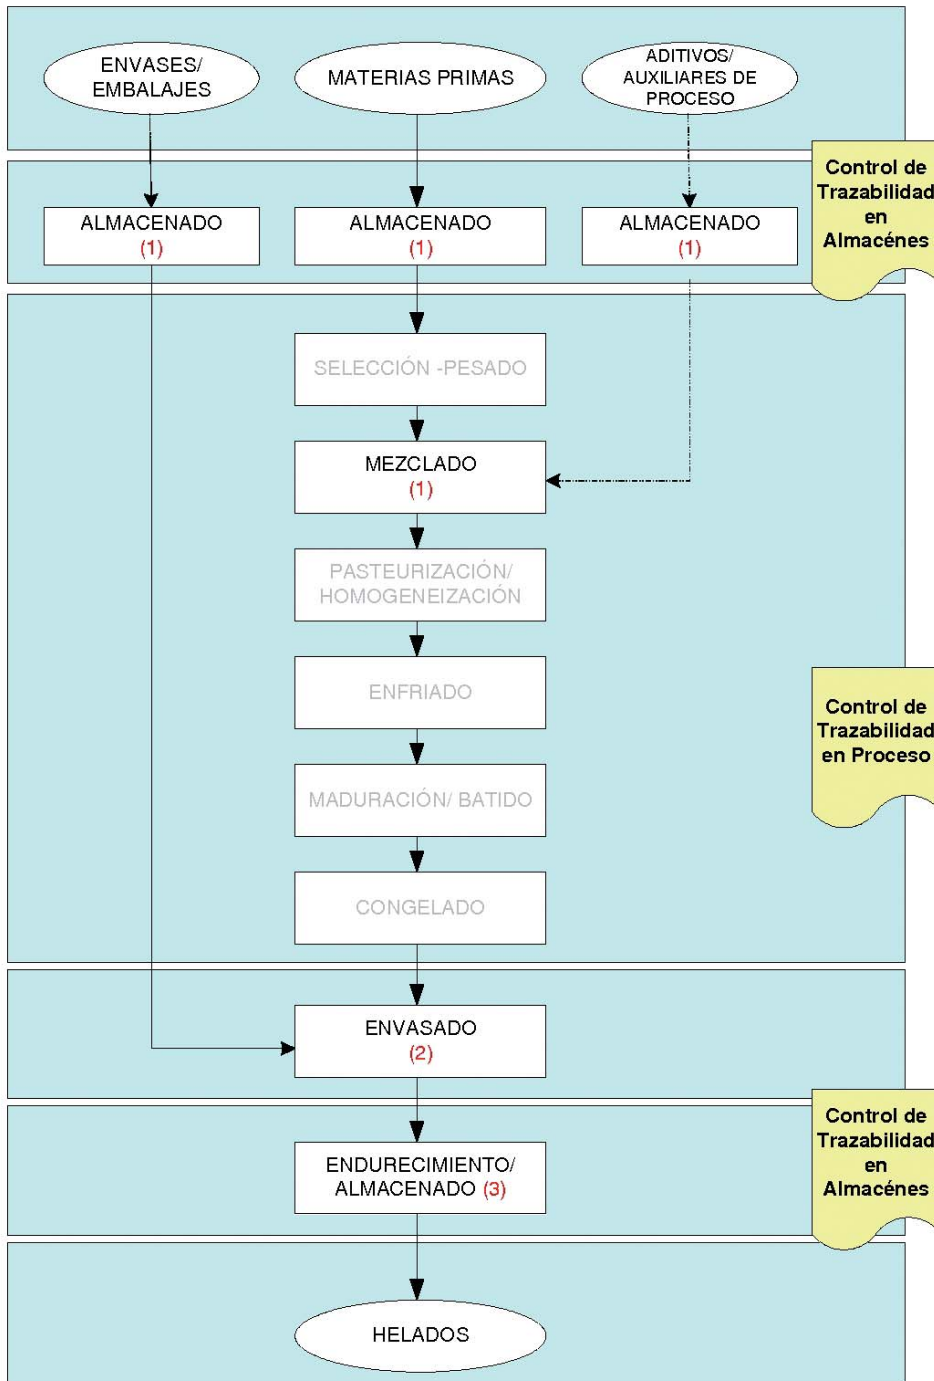 ENVASES/
EMBALAJES
MATERIAS PRIMAS
ADITIVOS/
AUXILIARES DE
PROCESO
Control de
Trazabilidad
en
Almacénes
ALMACENADO
(1)
ALMACENADO
(1)
ALMACENADO
(1)
SELECCIÓN -PESADO
MEZCLADO
(1)
PASTEURIZACIÓN/
HOMOGENEIZACIÓN
ENFRIADO
Control de
Trazabilidad
en Proceso
MADURACIÓN/ BATIDO
CONGELADO
ENVASADO
(2)
Control de
Trazabilidad
en
Almacénes
ENDURECIMIENTO/
ALMACENADO (3)
HELADOS